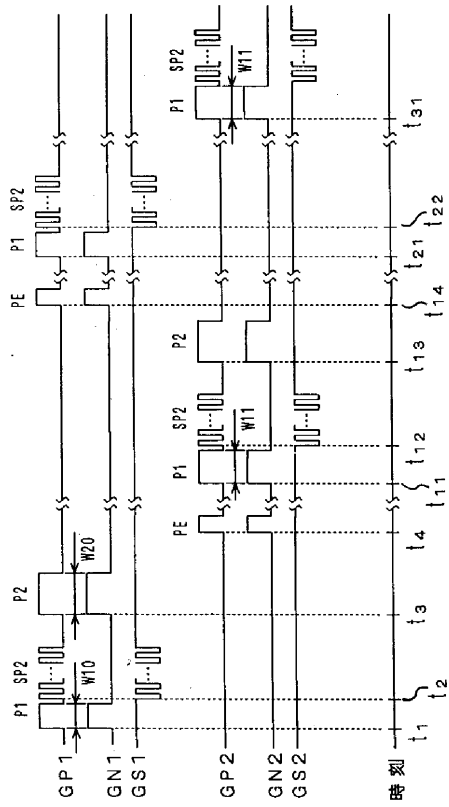 P1 SP2 P2 PE P1 SP2
W10 W20
GP1
GN1
GS1
PE P1 SP2 P2 P1 SP2
W11 W11
GP2
GN2
GS2
時刻
t1 t2 t3 t4 t11 t12 t13 t14 t21 t22 t31